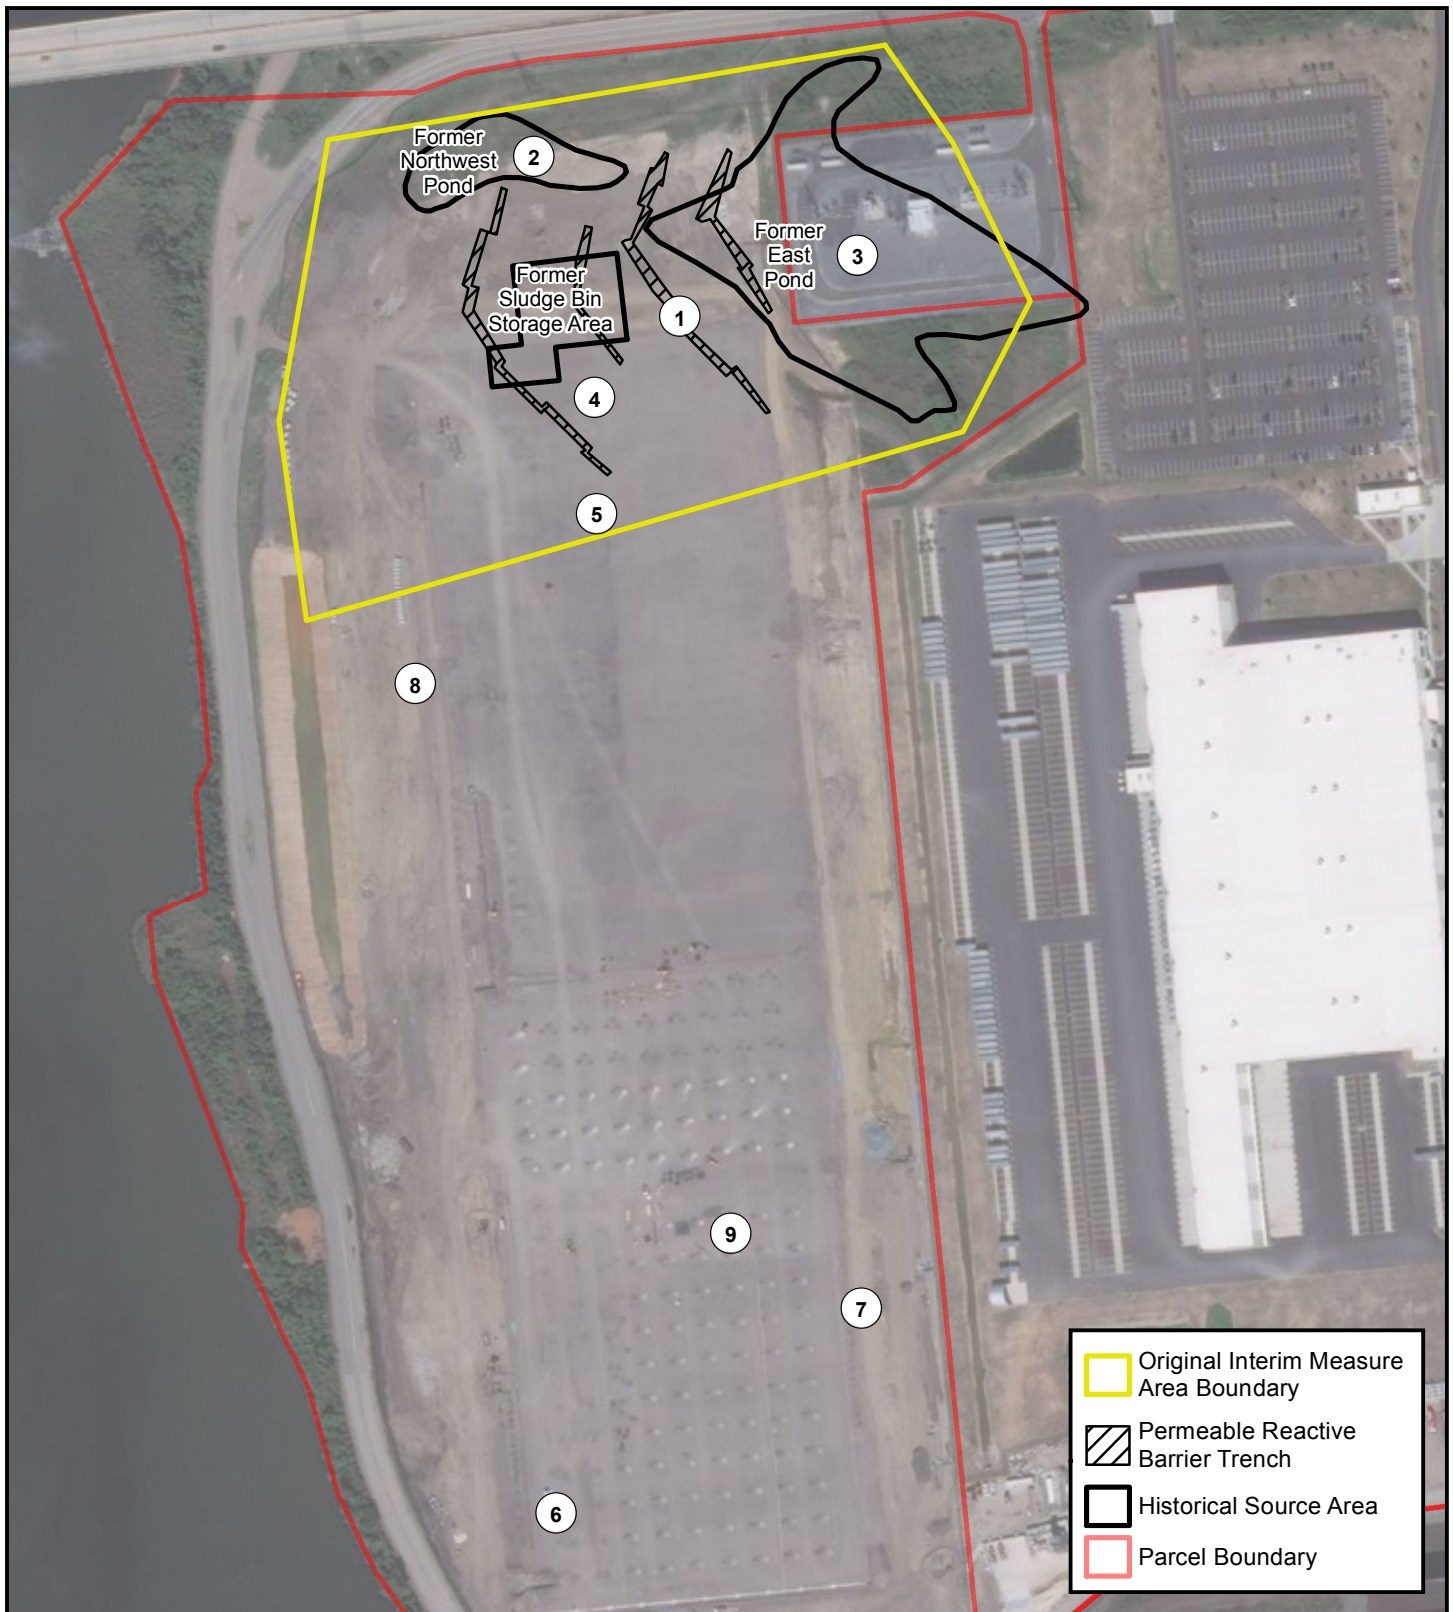 Former
Northwest
Pond
2
Former
East
Pond
3
Former
Sludge Bin
Storage Area
1
4
5
8
9
7
6
Original Interim Measure
Area Boundary
Permeable Reactive
Barrier Trench
Historical Source Area
Parcel Boundary